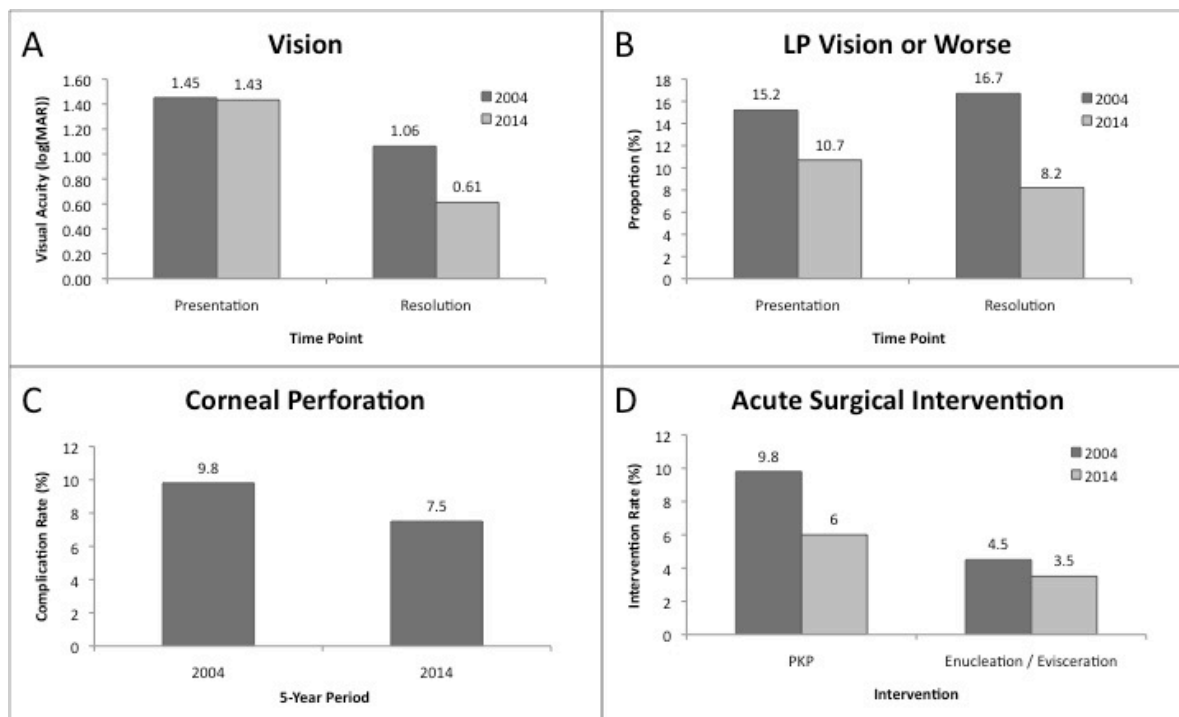 A
Vision
1.60
1.40
1.20
1.00
0.80
0.60
0.40
0.20
0.00
Visual Acuity (log(MAR))
1.45
1.43
1.06
0.61
2004
2014
Presentation
Resolution
Time Point
B
LP Vision or Worse
18
16
14
12
10
8
6
4
2
0
Proportion (%)
15.2
10.7
16.7
8.2
2004
2014
Presentation
Resolution
Time Point
C
Corneal Perforation
12
10
8
6
4
2
0
Complication Rate (%)
9.8
7.5
2004
2014
5-Year Period
D
Acute Surgical Intervention
12
10
8
6
4
2
0
Intervention Rate (%)
9.8
6
4.5
3.5
2004
2014
PKP
Enucleation / Evisceration
Intervention